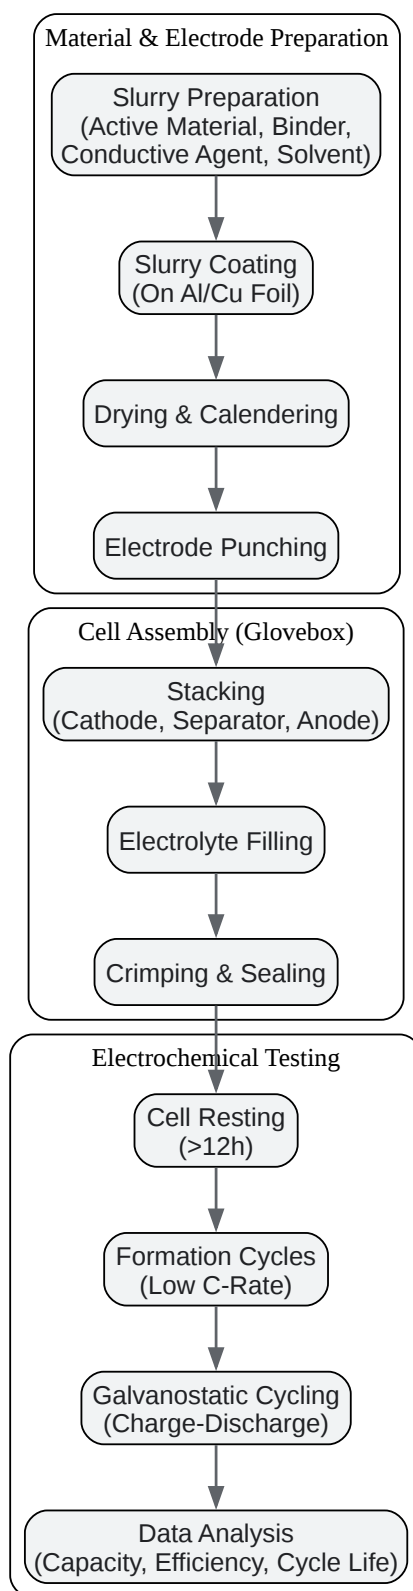 Material & Electrode Preparation
Slurry Preparation
(Active Material, Binder,
Conductive Agent, Solvent)
Slurry Coating
(On Al/Cu Foil)
Drying & Calendering
Electrode Punching
Cell Assembly (Glovebox)
Stacking
(Cathode, Separator, Anode)
Electrolyte Filling
Crimping & Sealing
Electrochemical Testing
Cell Resting
(>12h)
Formation Cycles
(Low C-Rate)
Galvanostatic Cycling
(Charge-Discharge)
Data Analysis
(Capacity, Efficiency, Cycle Life)